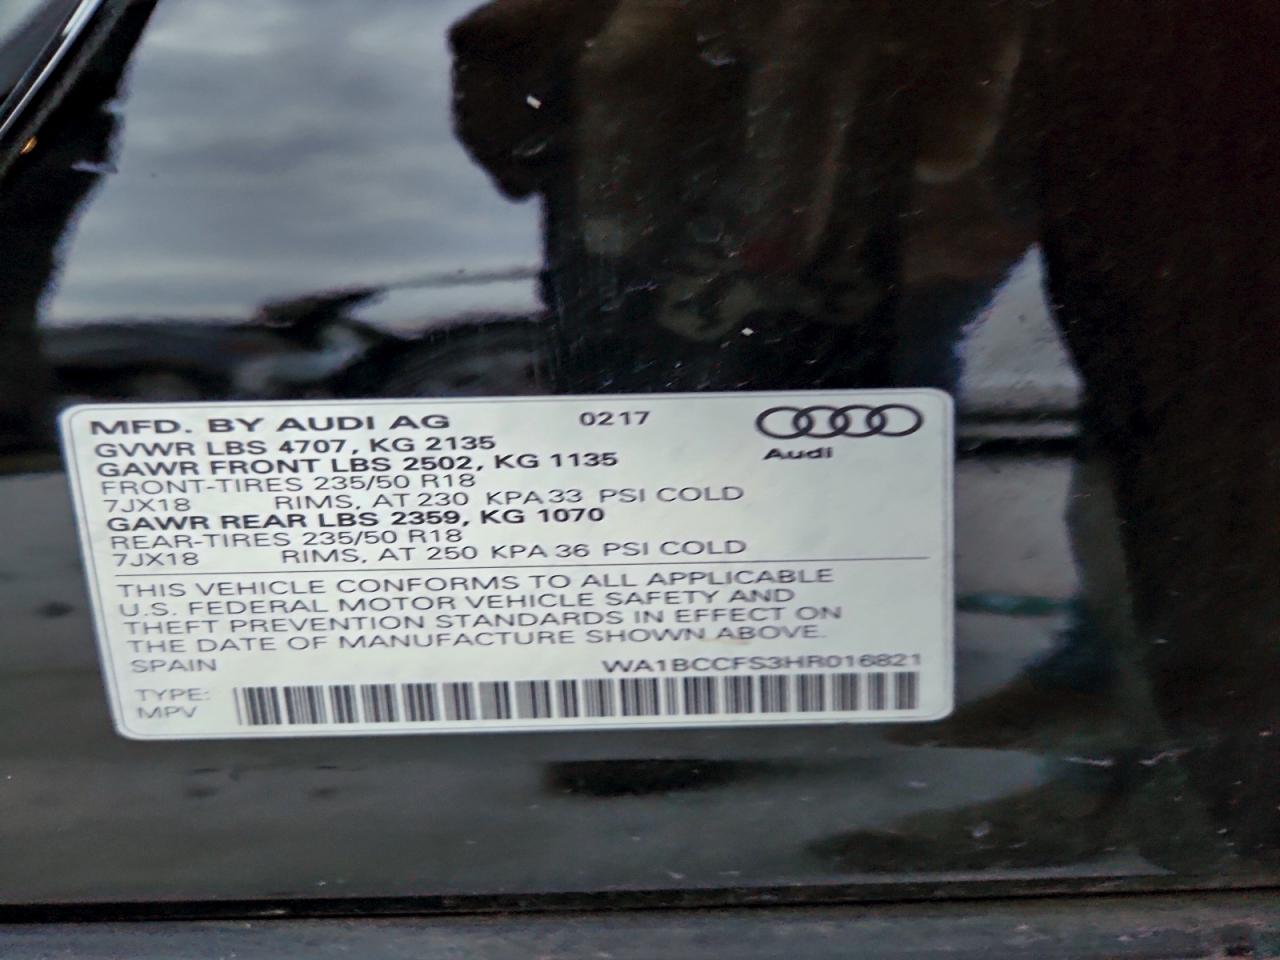 MFD. BY AUDI AG 0217
GVWR LBS 4707, KG 2135
Audi
GAWR FRONT LBS 2502, KG 1135
FRONT-TIRES 235/50 R18
7JX18 RIMS, AT 230 KPA 33 PSI COLD
GAWR REAR LBS 2359, KG 1070
REAR-TIRES 235/50 R18
7JX18 RIMS, AT 250 KPA 36 PSI COLD
THIS VEHICLE CONFORMS TO ALL APPLICABLE
U.S. FEDERAL MOTOR VEHICLE SAFETY AND
THEFT PREVENTION STANDARDS IN EFFECT ON
THE DATE OF MANUFACTURE SHOWN ABOVE.
SPAIN WA1BCCFS3HR016821
TYPE:
MPV